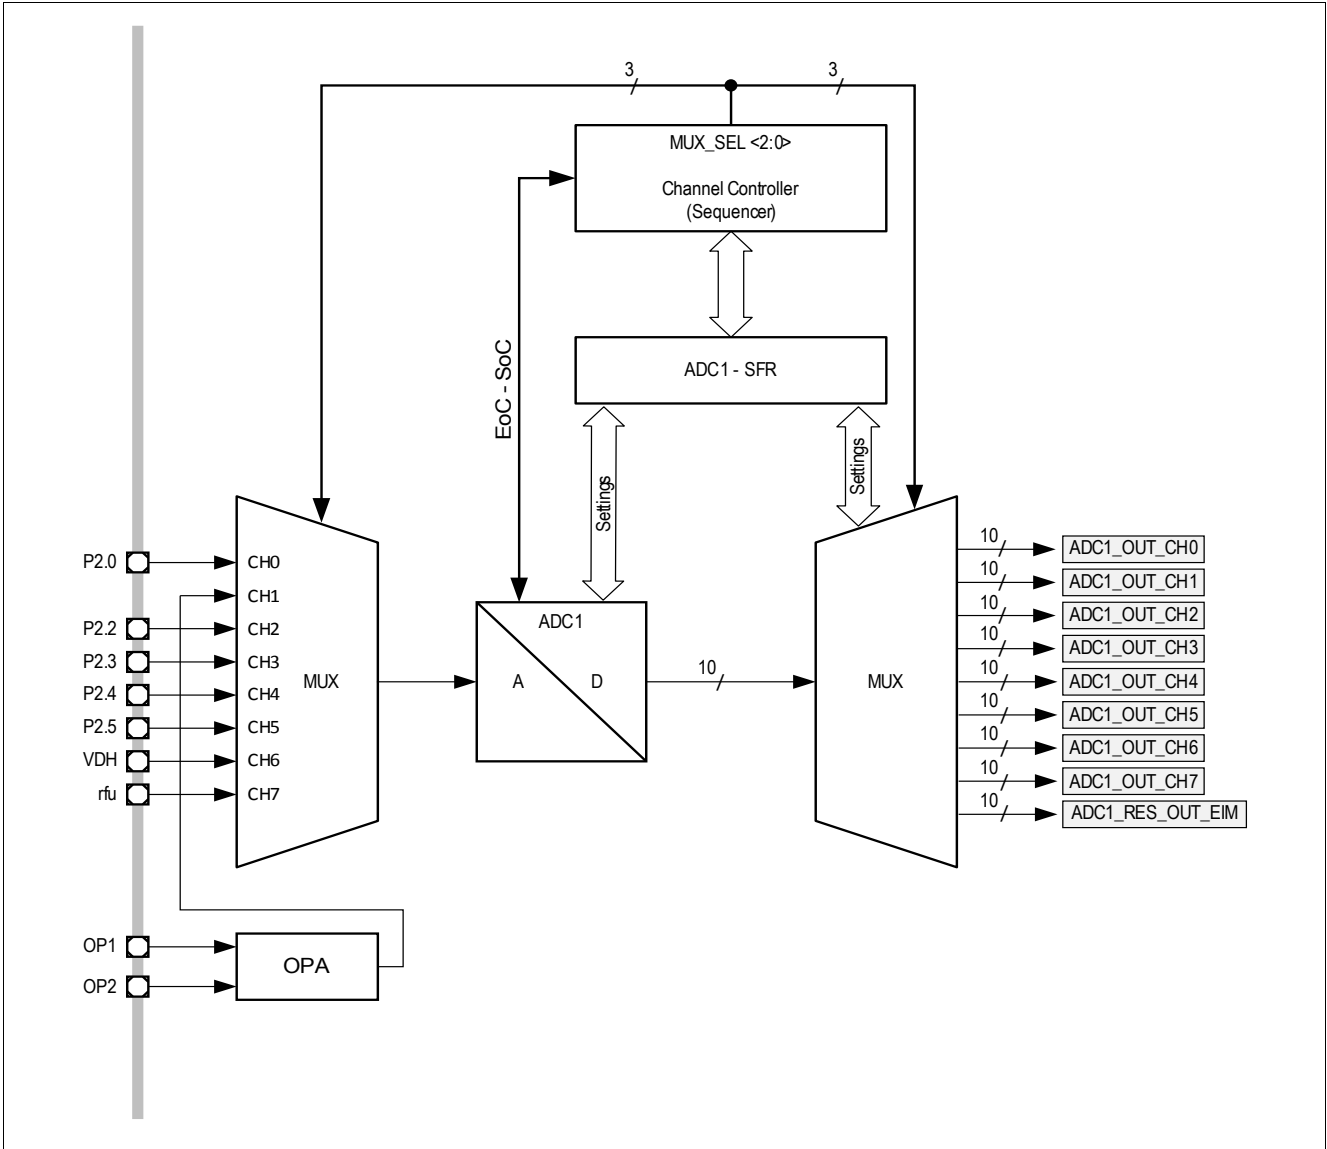 3
3
MUX_SEL <2:0>
Channel Controller
(Sequencer)
EoC - SoC
ADC1 - SFR
Settings
Settings
P2.0
CH0
CH1
P2.2
CH2
P2.3
CH3
P2.4
CH4
P2.5
CH5
VDH
CH6
rfu
CH7
MUX
ADC1
A
D
10
MUX
10
ADC1_OUT_CH0
10
ADC1_OUT_CH1
10
ADC1_OUT_CH2
10
ADC1_OUT_CH3
10
ADC1_OUT_CH4
10
ADC1_OUT_CH5
10
ADC1_OUT_CH6
10
ADC1_OUT_CH7
10
ADC1_RES_OUT_EIM
OP1
OP2
OPA